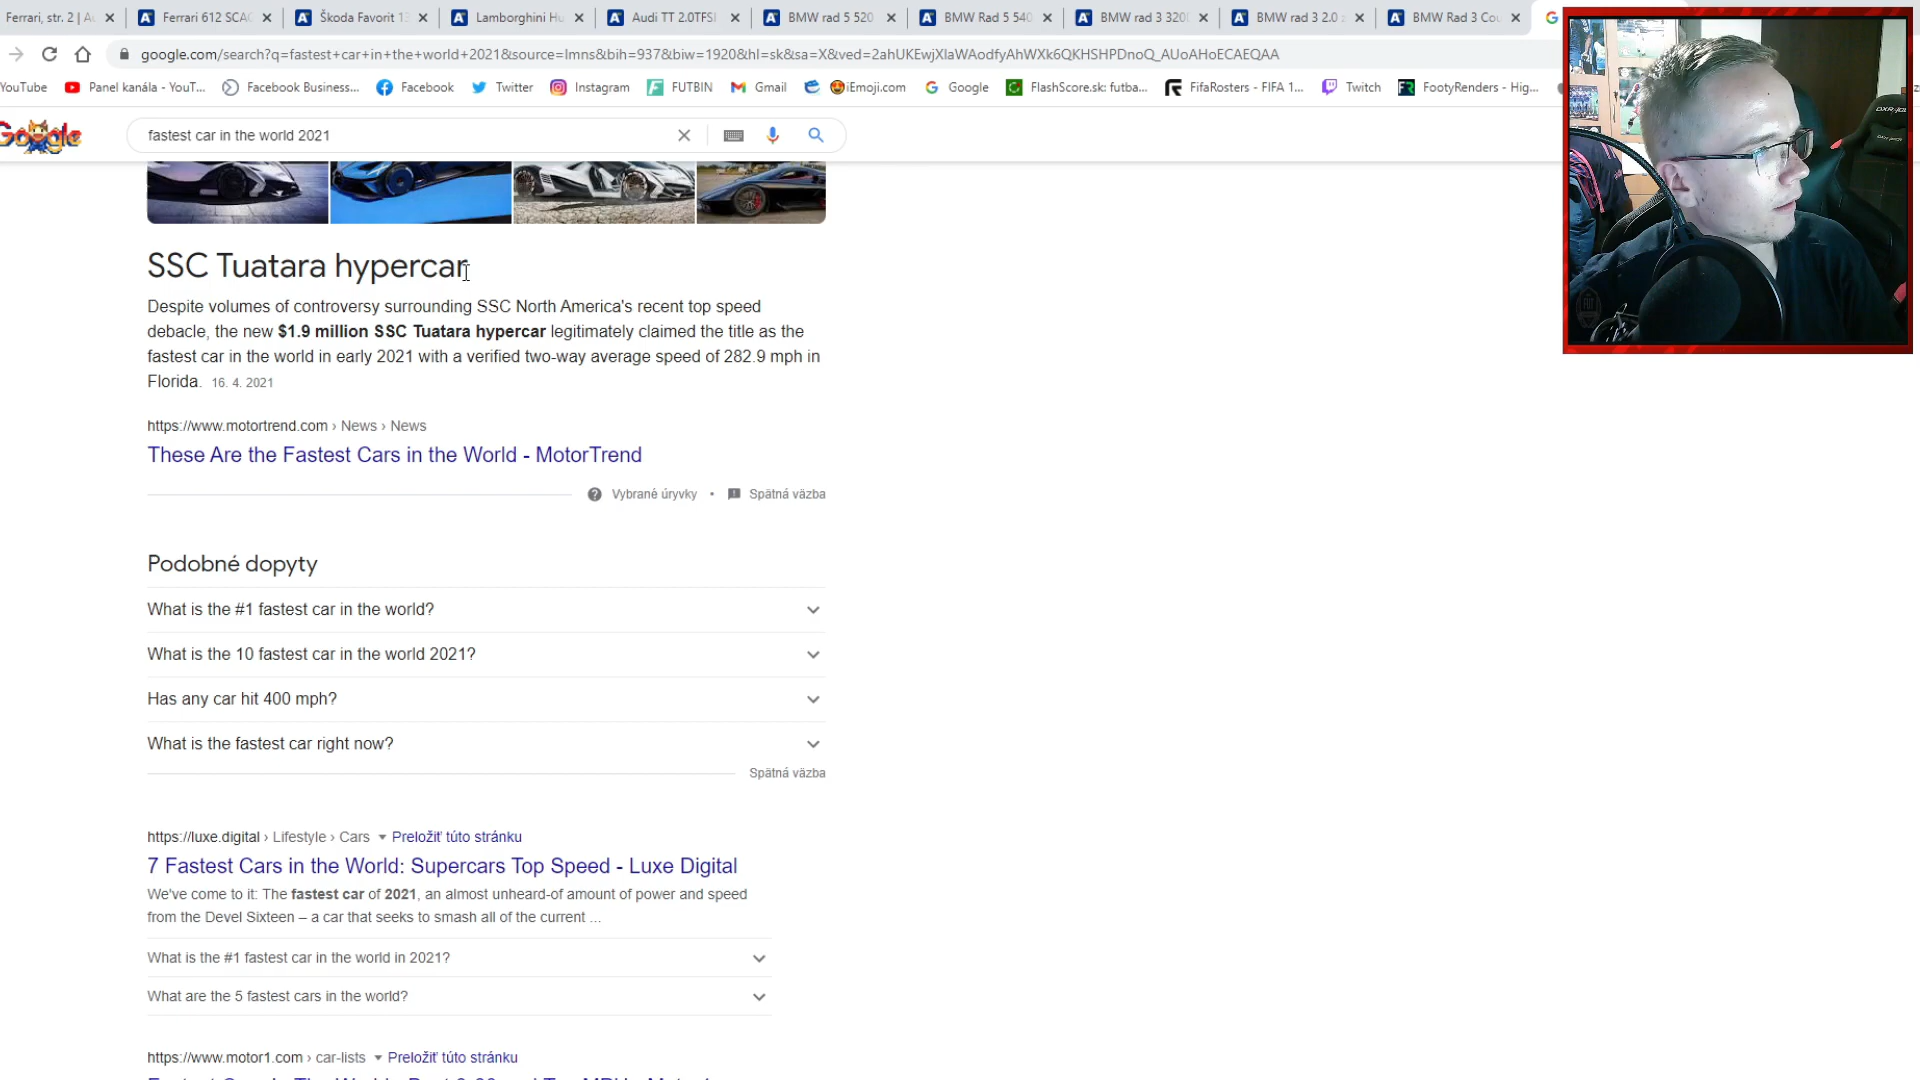 Ferrari, str. 2 | Au
Ferrari 612 SCAG
Škoda Favorit 13
Lamborghini Hu
Audi TT 2.0TFSI
BMW rad 5 520
BMW Rad 5 540
BMW rad 3 320
BMW rad 3 2.0
BMW Rad 3 Cou
google.com/search?q=fastest+car+in+the+world+2021&source=lmns&bih=937&biw=1920&hl=sk&sa=X&ved=2ahUKEwjXlaWAodfyAhWXk6QKHSHPDnoQ_AUoAHoECAEQAA
YouTube
Panel kanála - YouT...
Facebook Business...
Facebook
Twitter
Instagram
FUTBIN
Gmail
iEmoji.com
Google
FlashScore.sk: futba...
FifaRosters - FIFA 1...
Twitch
FootyRenders - Hig...
Google
fastest car in the world 2021
SSC Tuatara hypercar
Despite volumes of controversy surrounding SSC North America's recent top speed
debacle, the new $1.9 million SSC Tuatara hypercar legitimately claimed the title as the
fastest car in the world in early 2021 with a verified two-way average speed of 282.9 mph in
Florida. 16. 4. 2021
https://www.motortrend.com › News › News
These Are the Fastest Cars in the World - MotorTrend
Vybrané úryvky • Spätná väzba
Podobné dopyty
What is the #1 fastest car in the world?
What is the 10 fastest car in the world 2021?
Has any car hit 400 mph?
What is the fastest car right now?
Spätná väzba
https://luxe.digital › Lifestyle › Cars Preložiť túto stránku
7 Fastest Cars in the World: Supercars Top Speed - Luxe Digital
We've come to it: The fastest car of 2021, an almost unheard-of amount of power and speed
from the Devel Sixteen – a car that seeks to smash all of the current ...
What is the #1 fastest car in the world in 2021?
What are the 5 fastest cars in the world?
https://www.motor1.com › car-lists Preložiť túto stránku